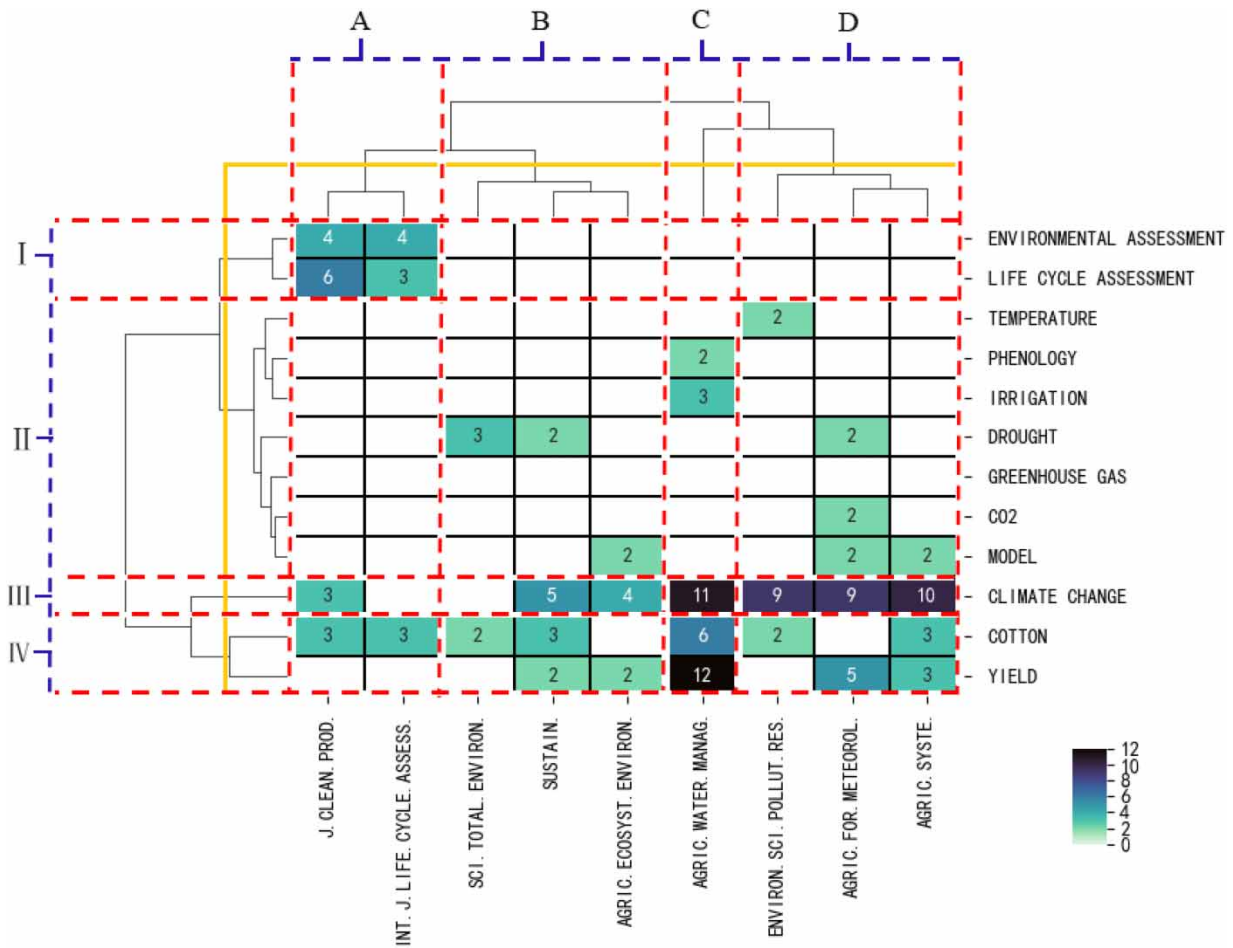 A B C D
I 4 4 ENVIRONMENTAL ASSESSMENT
6 3 LIFE CYCLE ASSESSMENT
2 TEMPERATURE
2 PHENOLOGY
3 IRRIGATION
II 3 2 2 DROUGHT
GREENHOUSE GAS
2 CO2
2 2 2 MODEL
III 3 5 4 11 9 9 10 CLIMATE CHANGE
3 3 2 3 6 2 3 COTTON
IV 2 2 12 5 3 YIELD
J. CLEAN. PROD.
INT. J. LIFE. CYCLE. ASSESS.
SCI. TOTAL. ENVIRON.
SUSTAIN.
AGRIC. ECOSYST. ENVIRON.
AGRIC. WATER. MANAG.
ENVIRON. SCI. POLLUT. RES.
AGRIC. FOR. METEOROL.
AGRIC. SYSTE.
12
10
8
6
4
2
0